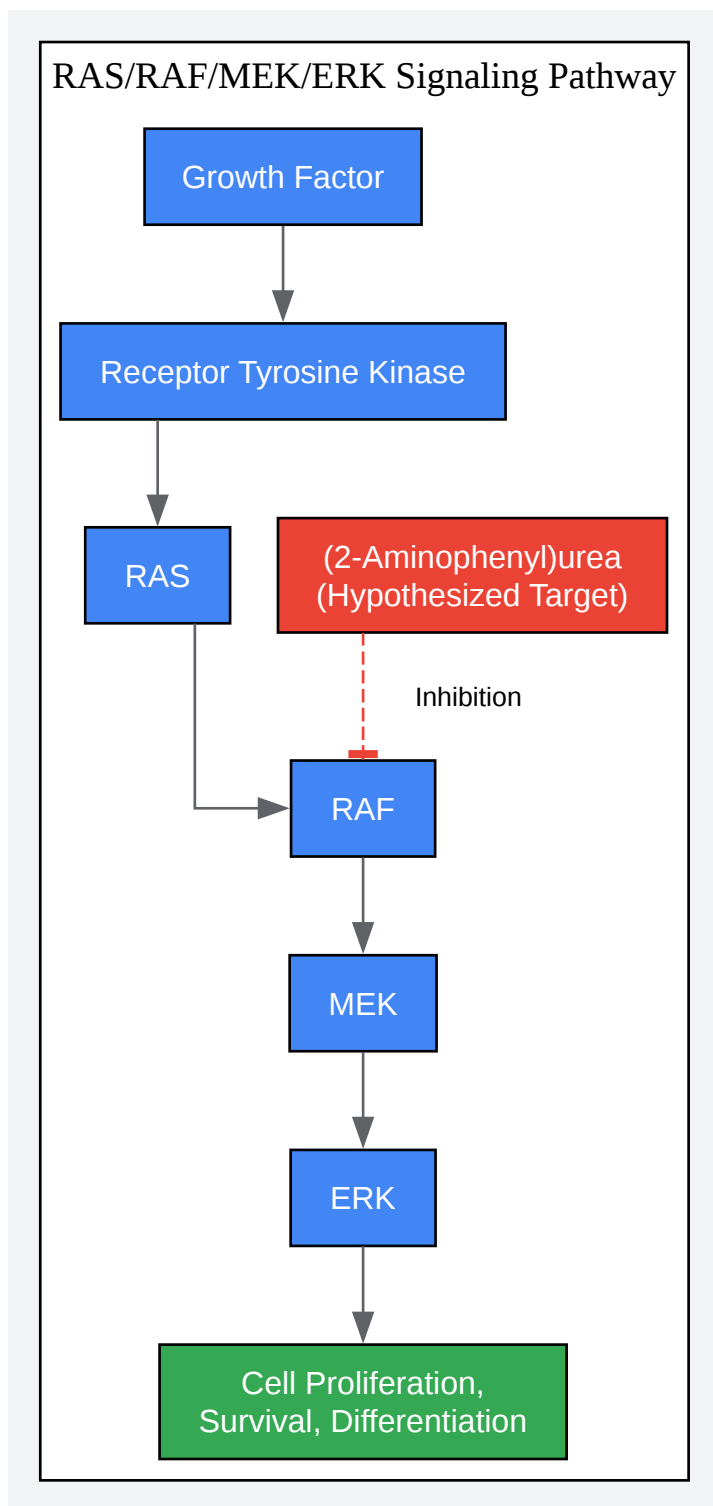 RAS/RAF/MEK/ERK Signaling Pathway
Growth Factor
Receptor Tyrosine Kinase
RAS
(2-Aminophenyl)urea
(Hypothesized Target)
Inhibition
RAF
MEK
ERK
Cell Proliferation,
Survival, Differentiation